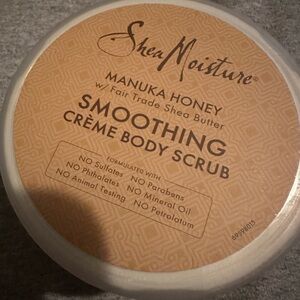 SheaMoisture®
MANUKA HONEY
w/ Fair Trade Shea Butter
SMOOTHING
CRÈME BODY SCRUB
FORMULATED WITH
NO Sulfates NO Parabens
NO Phthalates NO Mineral Oil
NO Animal Testing NO Petrolatum